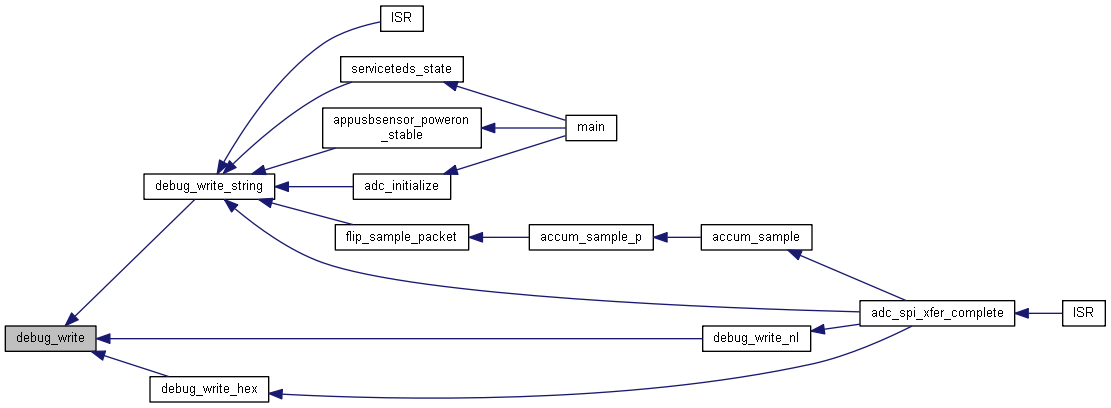 ISR
serviceteds_state
appusbsensor_poweron
_stable
main
debug_write_string
adc_initialize
flip_sample_packet
accum_sample_p
accum_sample
adc_spi_xfer_complete
ISR
debug_write
debug_write_nl
debug_write_hex